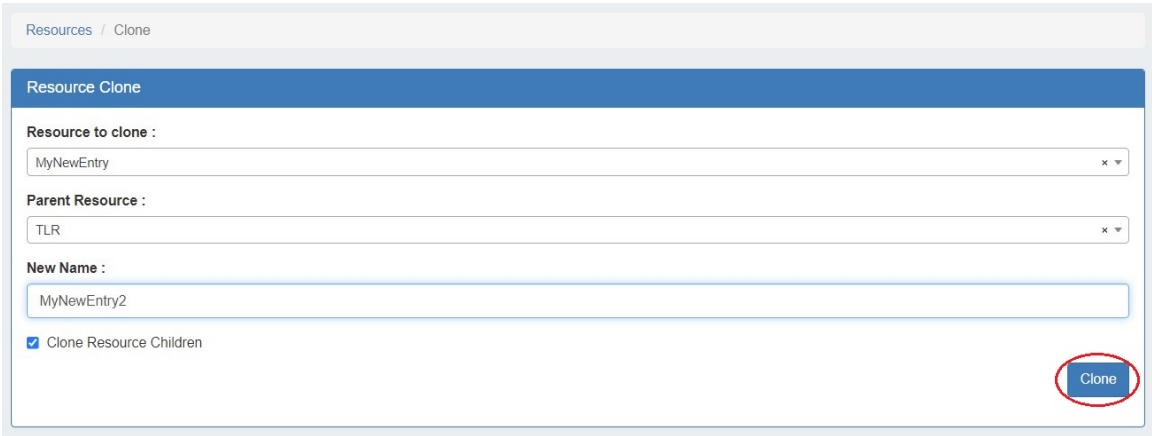 Resources / Clone
Resource Clone
Resource to clone :
MyNewEntry
Parent Resource :
TLR
New Name :
MyNewEntry2
Clone Resource Children
Clone